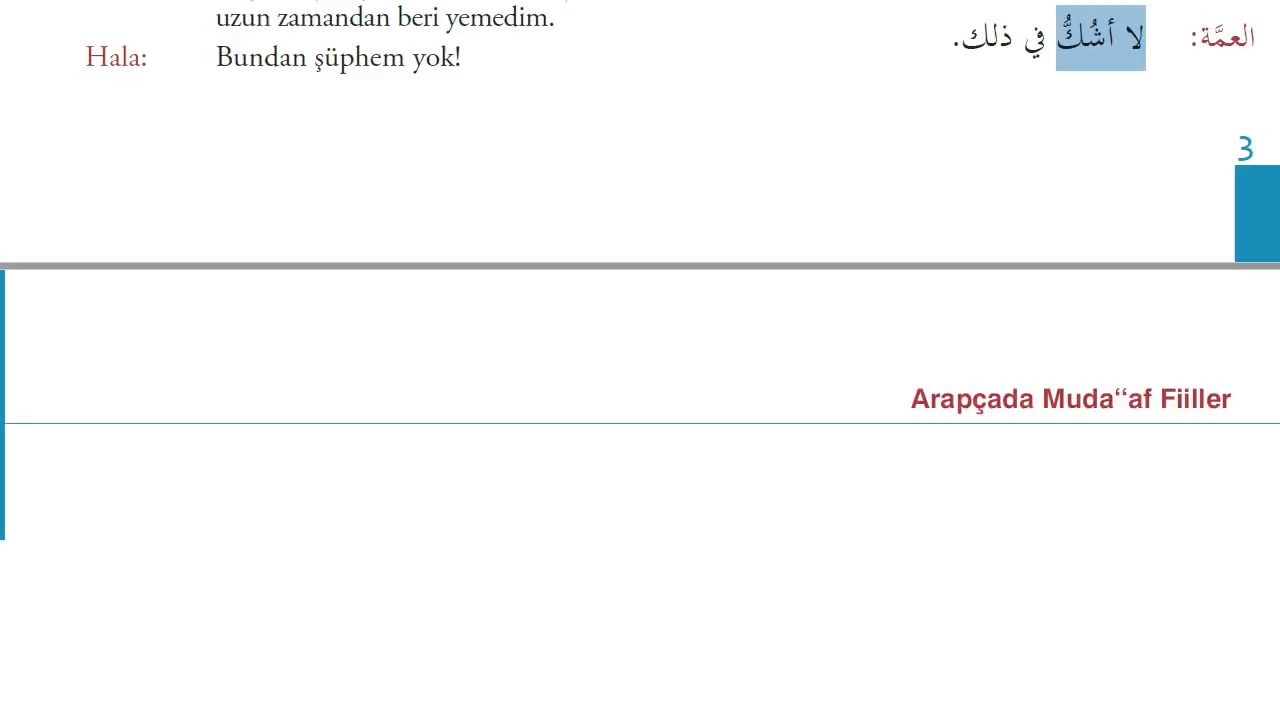 uzun zamandan beri yemedim.
Hala: Bundan şüphem yok!
العمَّة: لا أشُكُّ في ذلك.
3
Arapçada Muda““af Fiiller